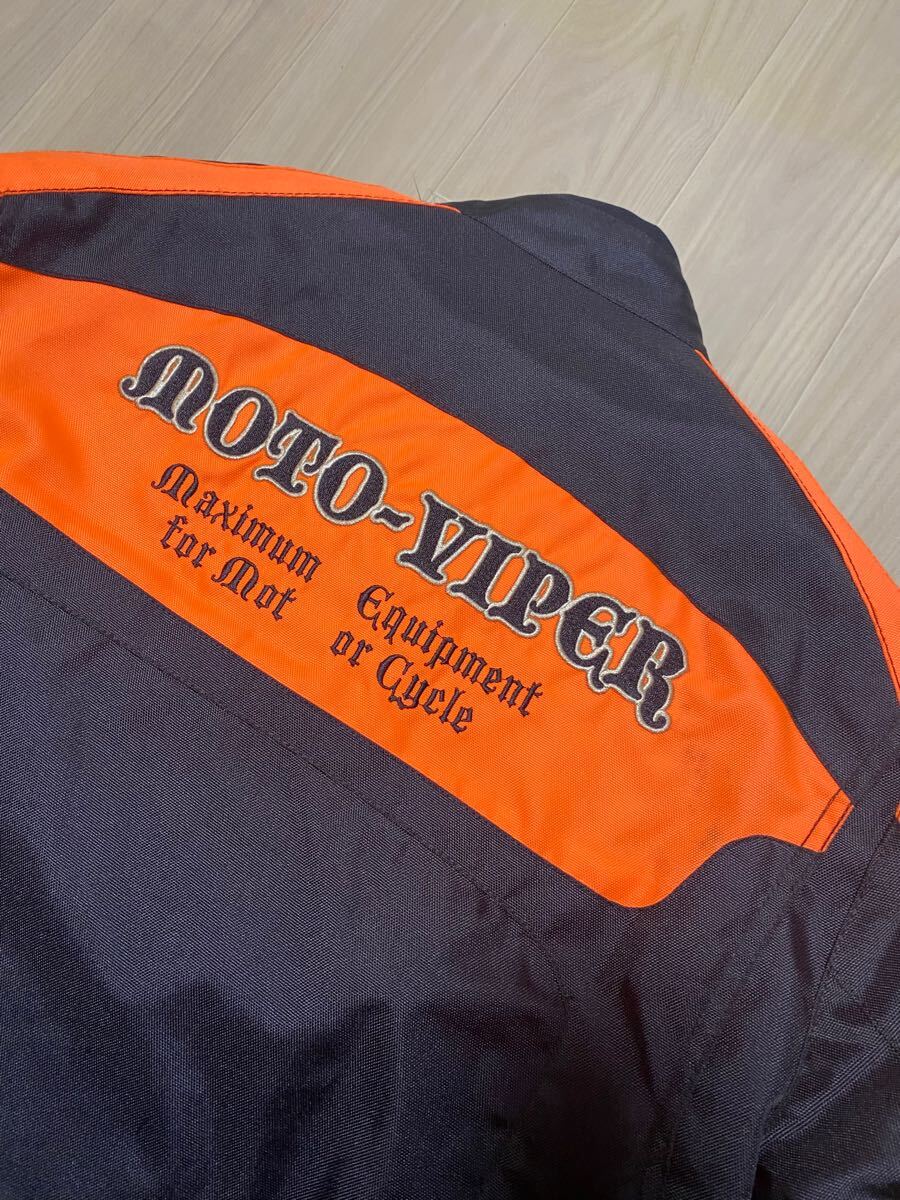 MOTO-VIPER
Maximum Equipment
for Mot or Cycle